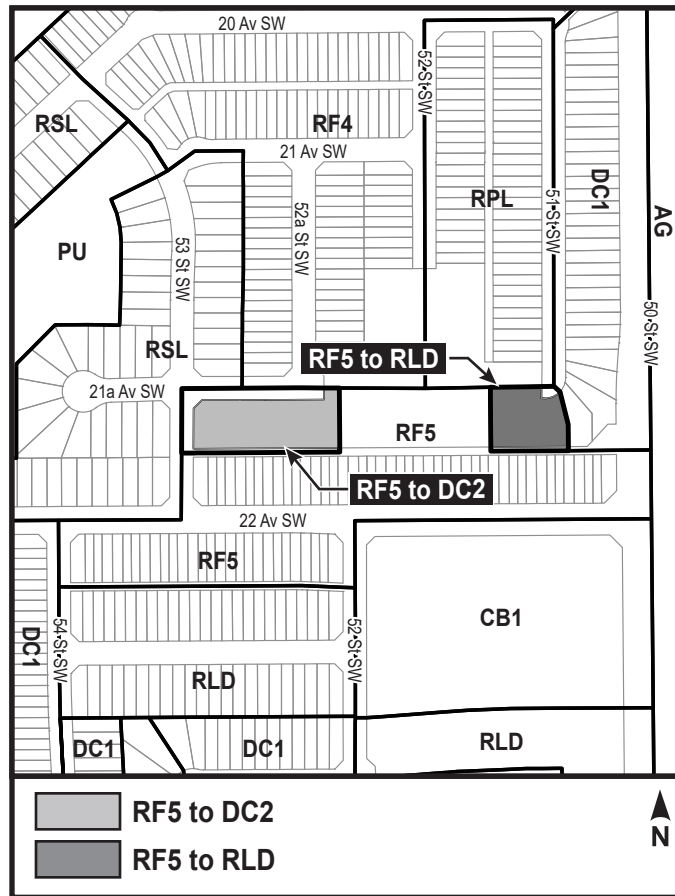 20 Av SW
52 St SW
RSL
RF4
21 Av SW
DC1
AG
RPL
51 St SW
52a St SW
PU
53 St SW
50 St SW
RSL
RF5 to RLD
21a Av SW
RF5
RF5 to DC2
22 Av SW
RF5
CB1
DC1
54 St SW
52 St SW
RLD
DC1
DC1
RLD
RF5 to DC2
RF5 to RLD
N